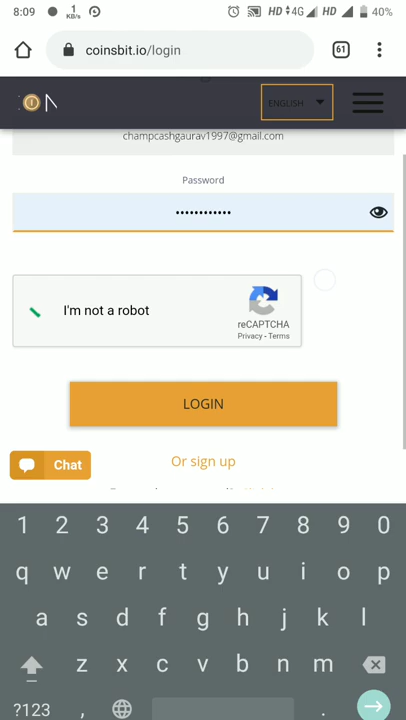 8:09 1 KB/s HD 4G HD 40%
coinsbit.io/login 61
ENGLISH
champcashgaurav1997@gmail.com
Password
••••••••••••
I'm not a robot
reCAPTCHA
Privacy - Terms
LOGIN
Chat
Or sign up
1 2 3 4 5 6 7 8 9 0
q w e r t y u i o p
a s d f g h j k l
z x c v b n m
?123 , .